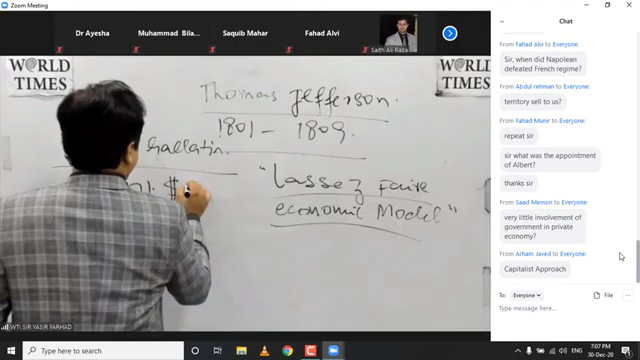 Zoom Meeting
Dr Ayesha
Muhammad Bila...
Saquib Mahar
Fahad Alvi
Saith Ali Raza
W RLD
TIMES
W RLD
TIMES
Thomas Jefferson.
1801 – 1809.
Gallatin.
"Lassez Faire
economic Model"
$
WTI SIR YASIR FARHAD
Chat
From Fahad Alvi to Everyone:
Sir, when did Napolean
defeated French regime?
From Abdul rehman to Everyone:
territory sell to us?
From Fahad Munir to Everyone:
repeat sir
sir what was the appointment
of Albert?
thanks sir
From Saad Memon to Everyone:
very little involvement of
government in private
economy?
From Arham Javed to Everyone:
Capitalist Approach
To: Everyone
File
Type message here...
Type here to search
ENG
7:07 PM
30-Dec-20